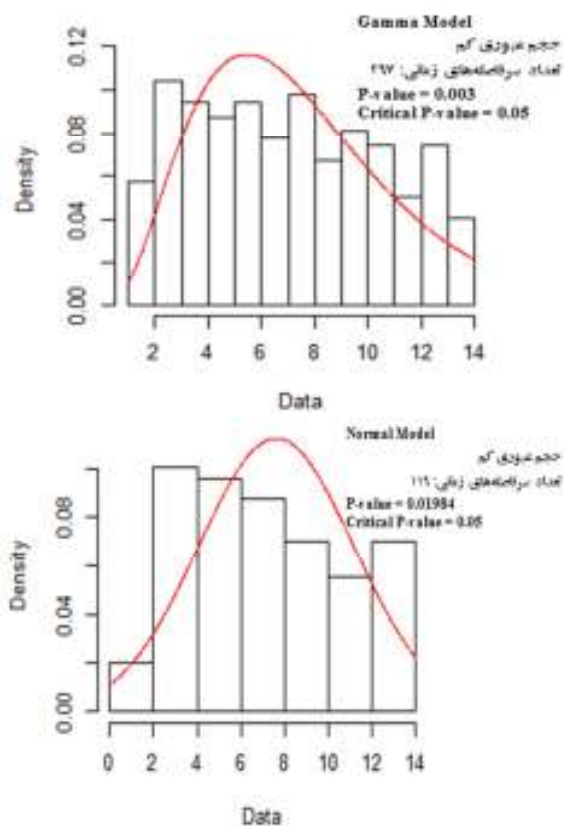 Gamma Model
حجم عبوری کم
تعداد سرفاصله‌های زمانی: ۲۹۷
P-value = 0.003
Critical P-value = 0.05
Density
0.00
0.04
0.08
0.12
2
4
6
8
10
12
14
Data
Normal Model
حجم عبوری کم
تعداد سرفاصله‌های زمانی:
P-value = 0.01984
Critical P-value = 0.05
Density
0.00
0.04
0.08
0
2
4
6
8
10
12
14
Data